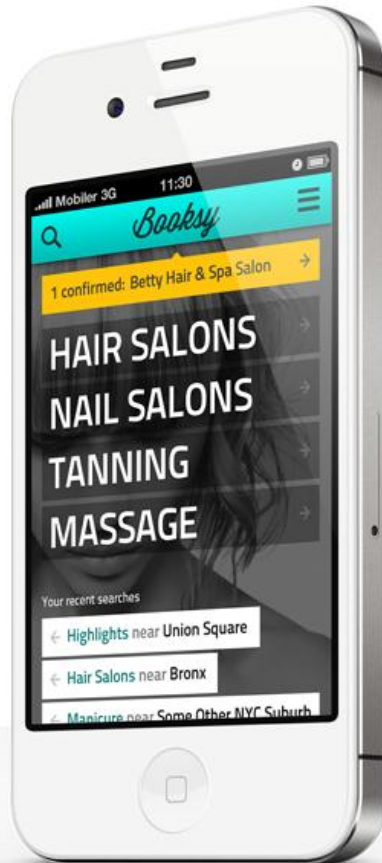 Mobiler 3G 11:30
Booksy
1 confirmed: Betty Hair & Spa Salon
HAIR SALONS
NAIL SALONS
TANNING
MASSAGE
Your recent searches
Highlights near Union Square
Hair Salons near Bronx
Manicure near Some Other NYC Suburb